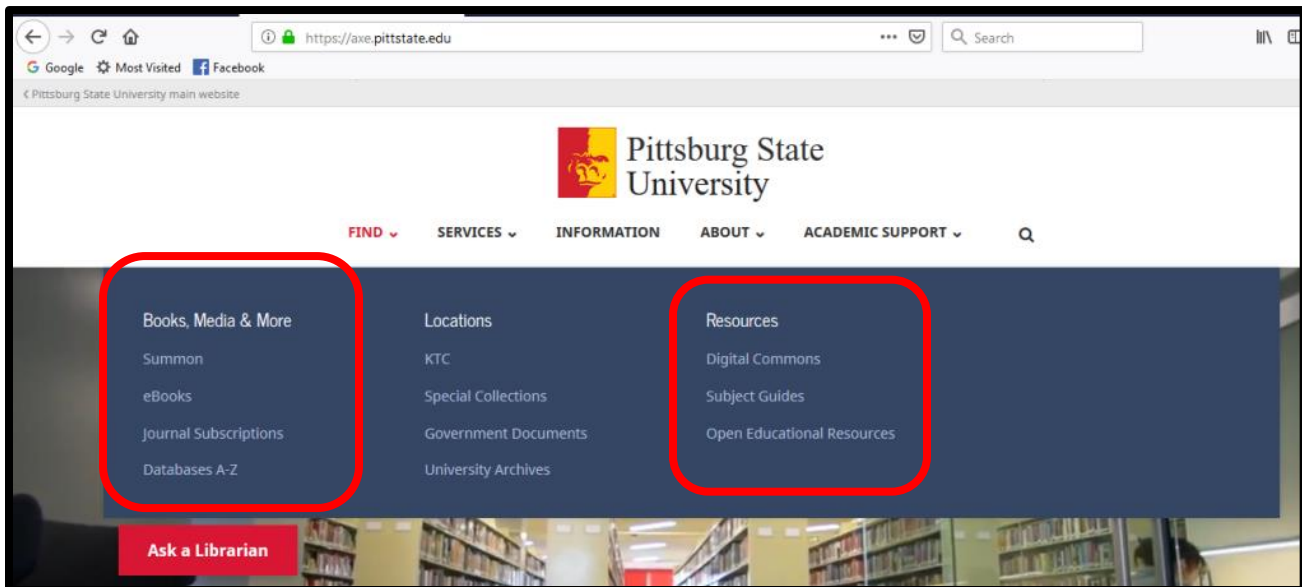 https://axe.pittstate.edu
Search
Google Most Visited Facebook
< Pittsburg State University main website
Pittsburg State
University
FIND SERVICES INFORMATION ABOUT ACADEMIC SUPPORT
Books, Media & More
Summon
eBooks
Journal Subscriptions
Databases A-Z
Locations
KTC
Special Collections
Government Documents
University Archives
Resources
Digital Commons
Subject Guides
Open Educational Resources
Ask a Librarian